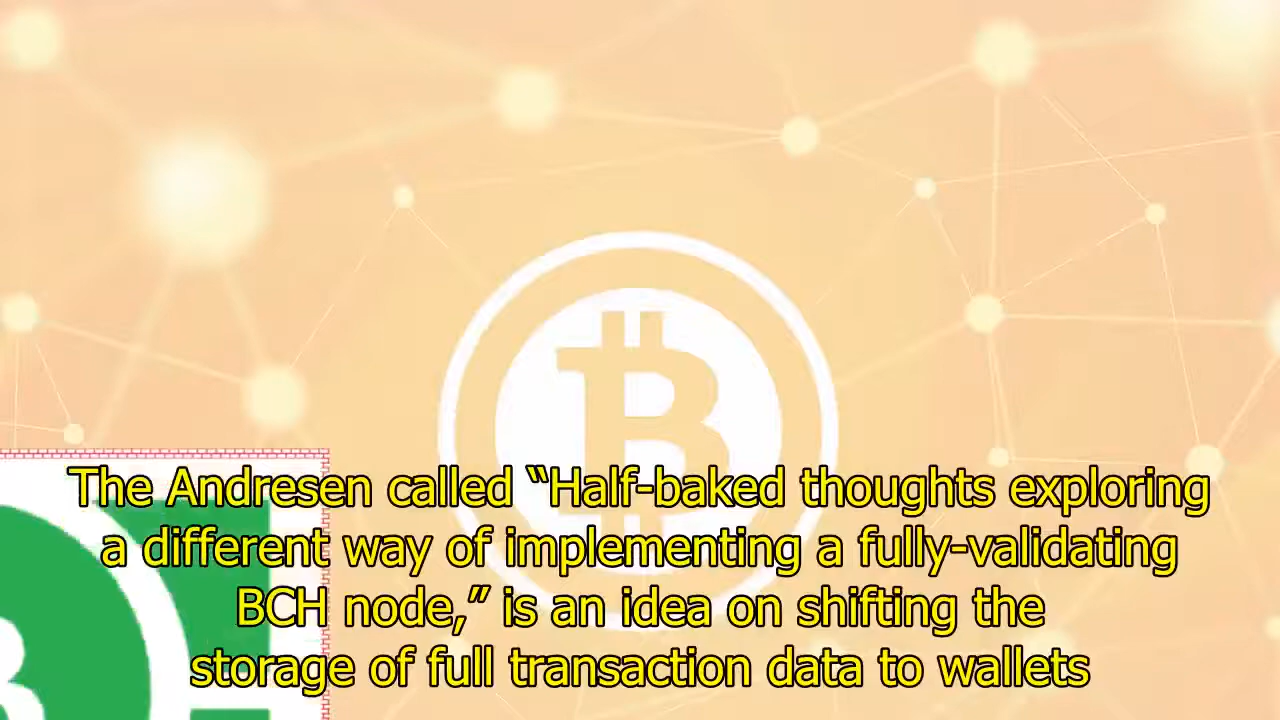 The Andresen called “Half-baked thoughts exploring
a different way of implementing a fully-validating
BCH node,” is an idea on shifting the
storage of full transaction data to wallets